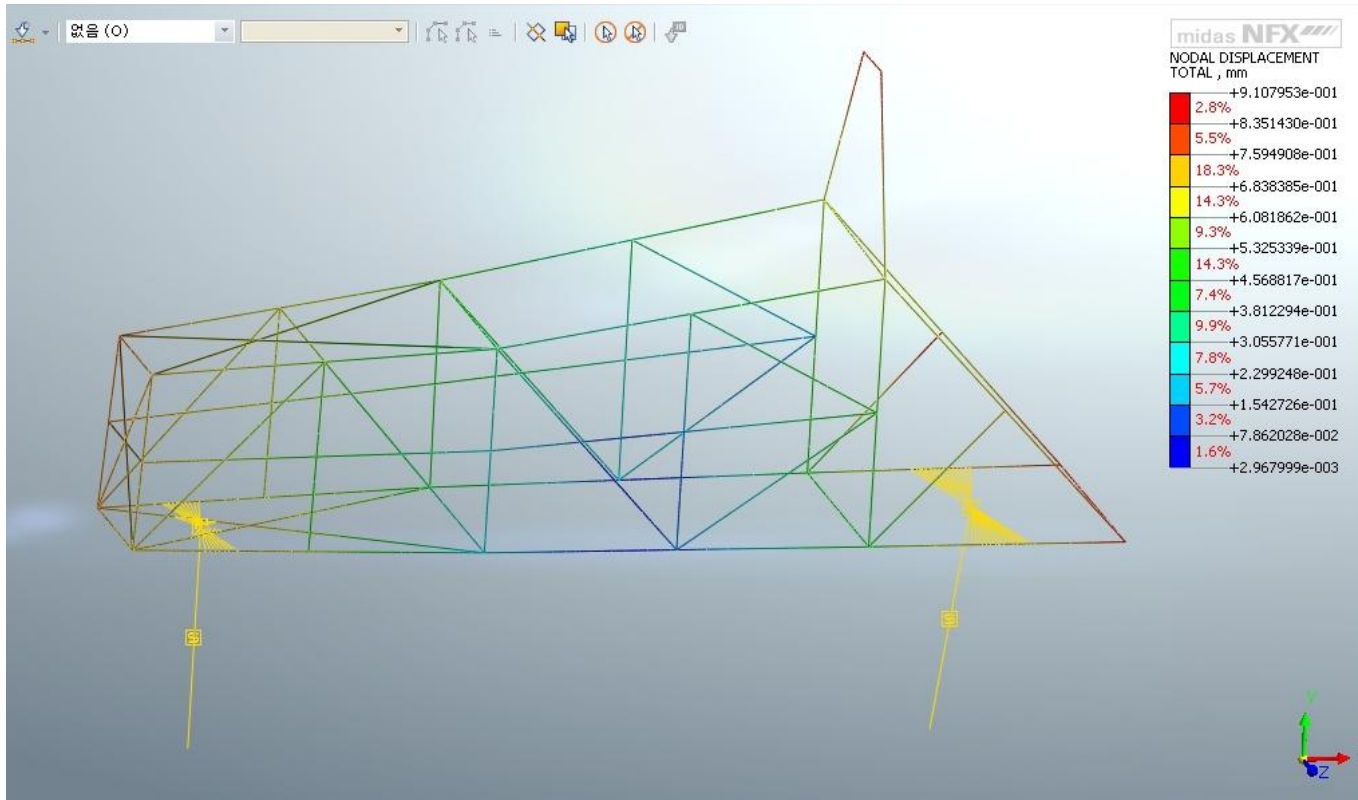 없음 (O)
midas NFX
NODAL DISPLACEMENT
TOTAL , mm
+9.107953e-001
2.8%
+8.351430e-001
5.5%
+7.594908e-001
18.3%
+6.838385e-001
14.3%
+6.081862e-001
9.3%
+5.325339e-001
14.3%
+4.568817e-001
7.4%
+3.812294e-001
9.9%
+3.055771e-001
7.8%
+2.299248e-001
5.7%
+1.542726e-001
3.2%
+7.862028e-002
1.6%
+2.967999e-003
S
S
Y
Z